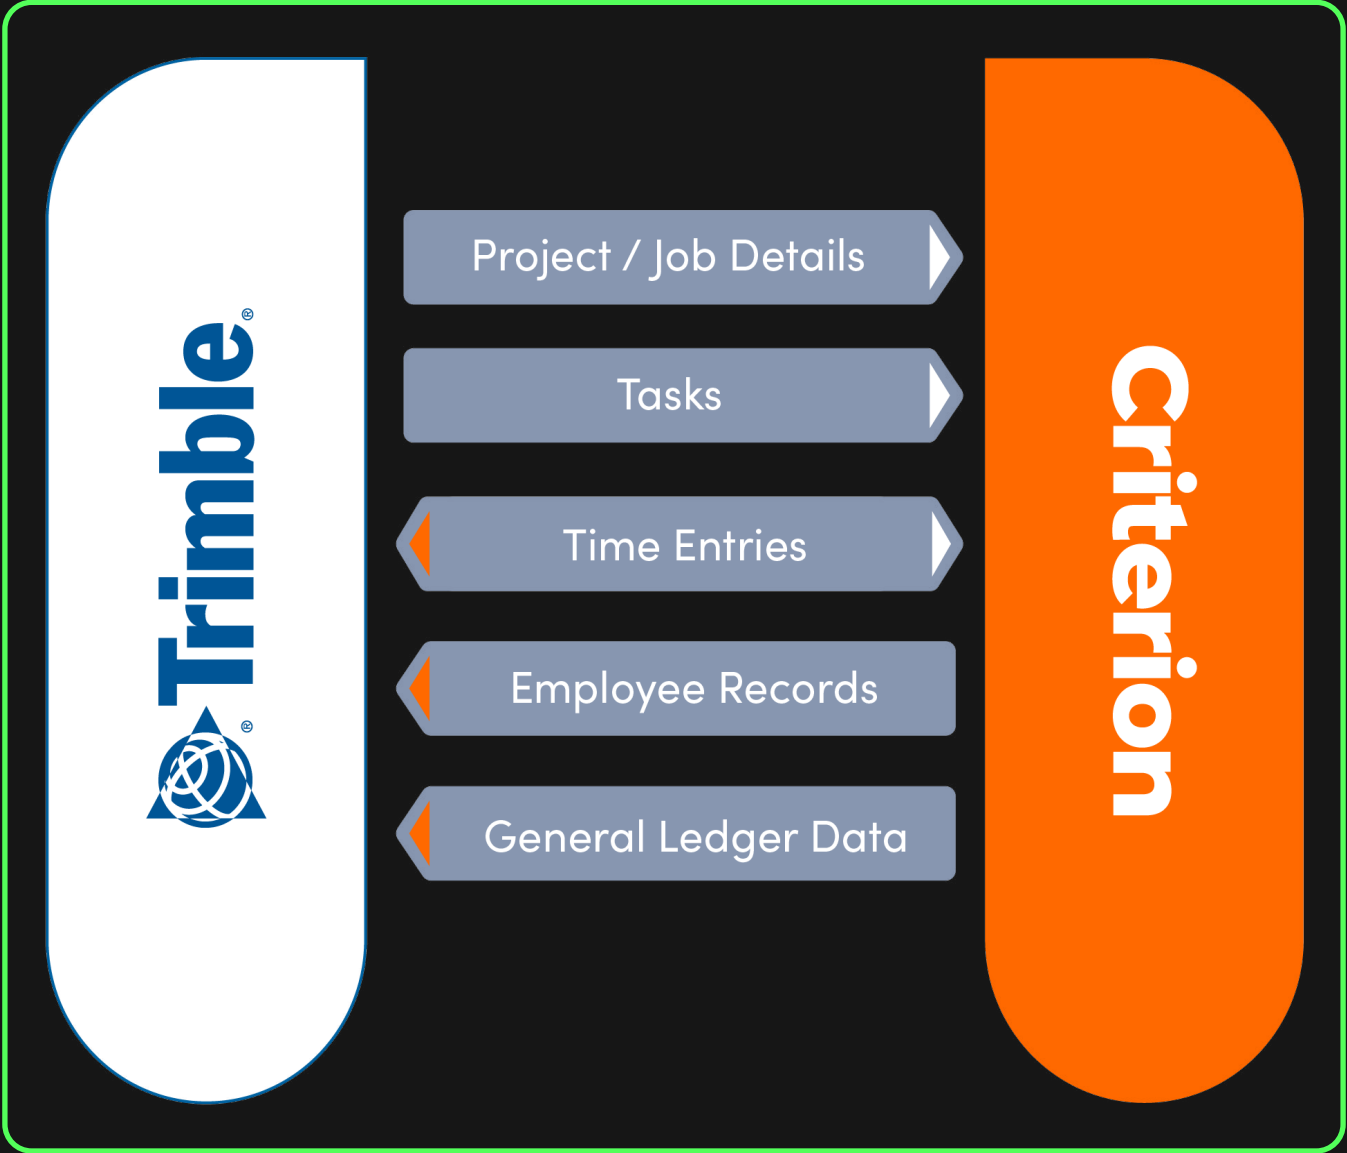 Trimble®
®
Project / Job Details
Tasks
Time Entries
Employee Records
General Ledger Data
Criterion